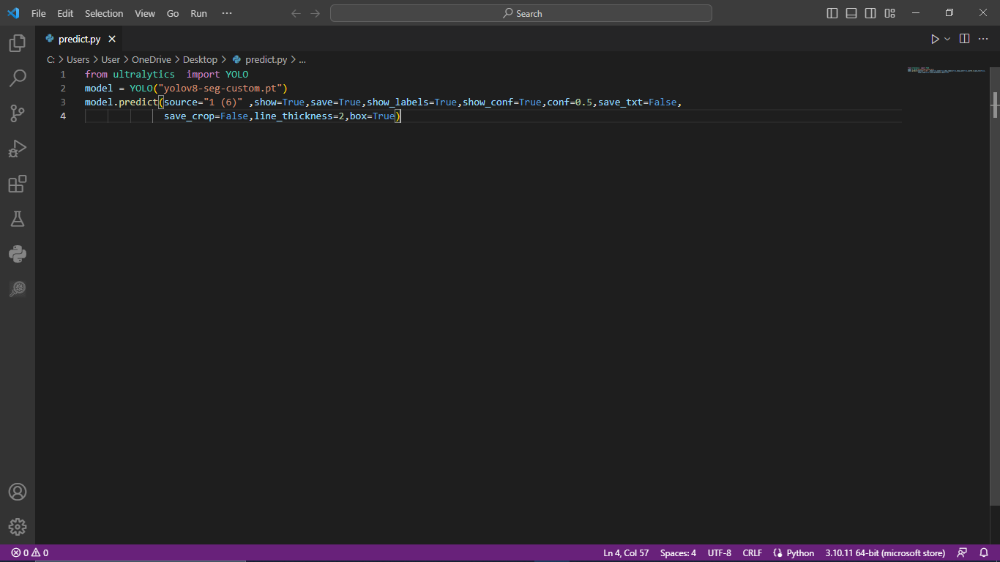 File Edit Selection View Go Run ··· Search
predict.py
C: > Users > User > OneDrive > Desktop > predict.py > ...
1 from ultralytics  import YOLO
2 model = YOLO("yolov8-seg-custom.pt")
3 model.predict(source="1 (6)" ,show=True,save=True,show_labels=True,show_conf=True,conf=0.5,save_txt=False,
4               save_crop=False,line_thickness=2,box=True)
0 0 Ln 4, Col 57 Spaces: 4 UTF-8 CRLF Python 3.10.11 64-bit (microsoft store)